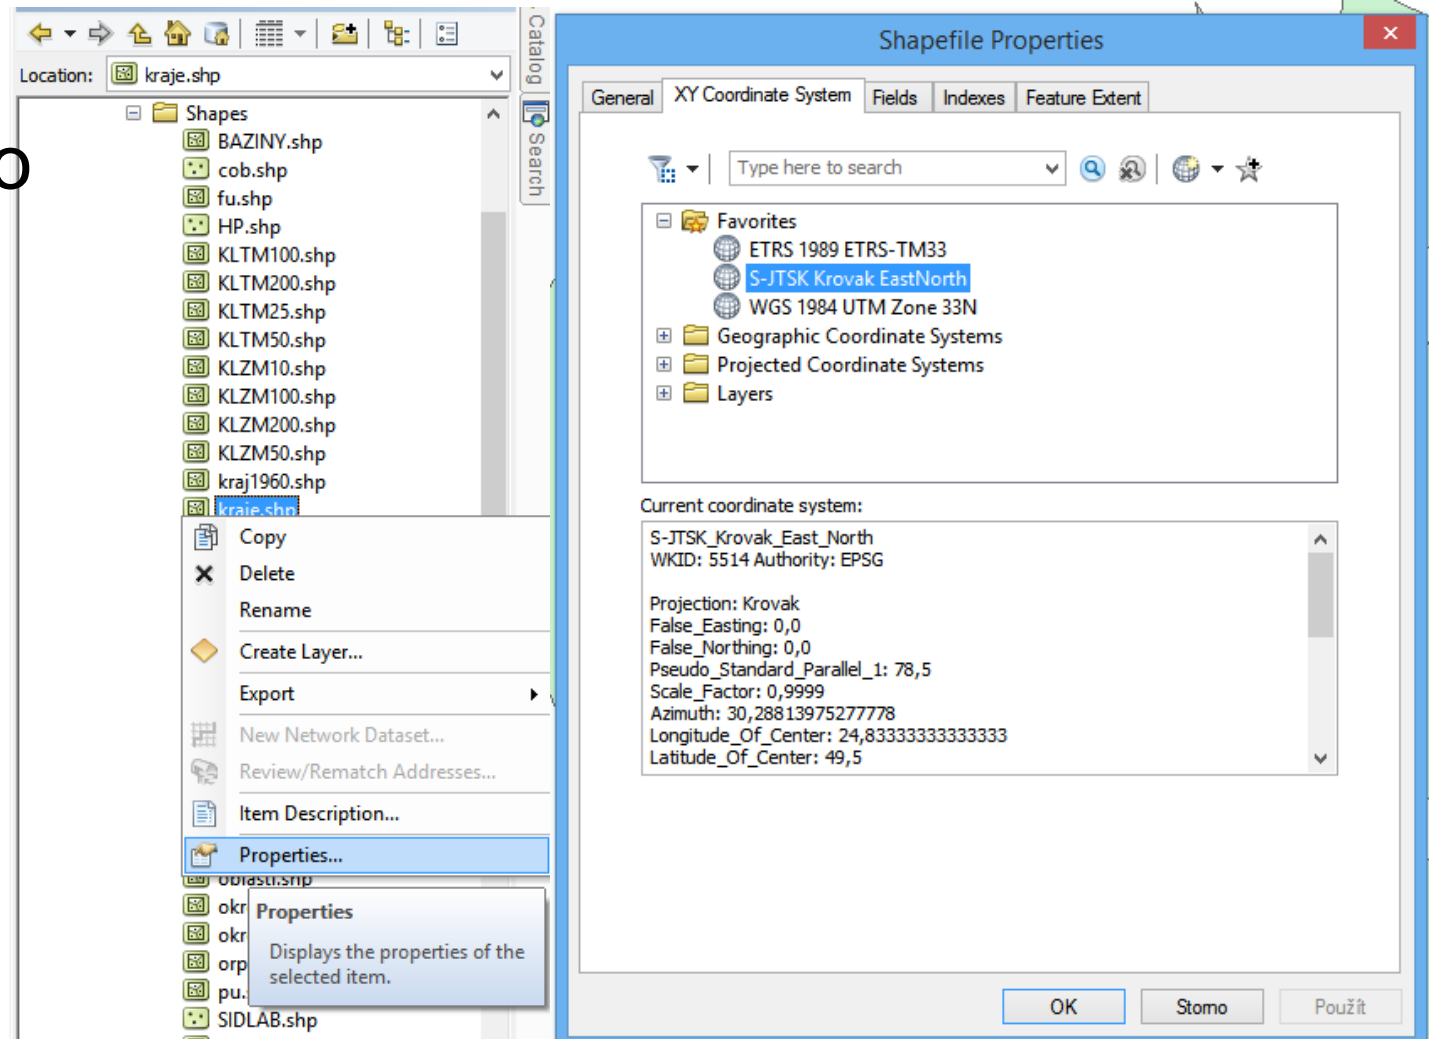 o
Location: kraje.shp
Shapes
BAZINY.shp
cob.shp
fu.shp
HP.shp
KLTM100.shp
KLTM200.shp
KLTM25.shp
KLTM50.shp
KLZM10.shp
KLZM100.shp
KLZM200.shp
KLZM50.shp
kraj1960.shp
kraje.shp
Copy
Delete
Rename
Create Layer...
Export
New Network Dataset...
Review/Rematch Addresses...
Item Description...
Properties...
oblasti.shp
okr
okr
orp
pu.
SIDLAB.shp
Properties
Displays the properties of the
selected item.
Catalog
Search
Shapefile Properties
General XY Coordinate System Fields Indexes Feature Extent
Type here to search
Favorites
ETRS 1989 ETRS-TM33
S-JTSK Krovak EastNorth
WGS 1984 UTM Zone 33N
Geographic Coordinate Systems
Projected Coordinate Systems
Layers
Current coordinate system:
S-JTSK_Krovak_East_North
WKID: 5514 Authority: EPSG
Projection: Krovak
False_Easting: 0,0
False_Northing: 0,0
Pseudo_Standard_Parallel_1: 78,5
Scale_Factor: 0,9999
Azimuth: 30,28813975277778
Longitude_Of_Center: 24,83333333333333
Latitude_Of_Center: 49,5
OK Storno Použít